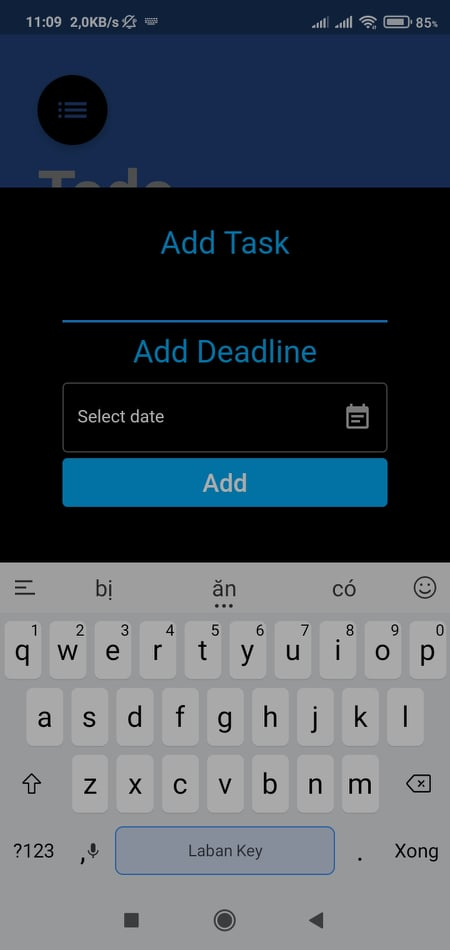 11:09 2,0KB/s 85%
Todo
Add Task
Add Deadline
Select date
Add
bị ăn có
1 2 3 4 5 6 7 8 9 0
q w e r t y u i o p
a s d f g h j k l
z x c v b n m
?123 , Laban Key . Xong